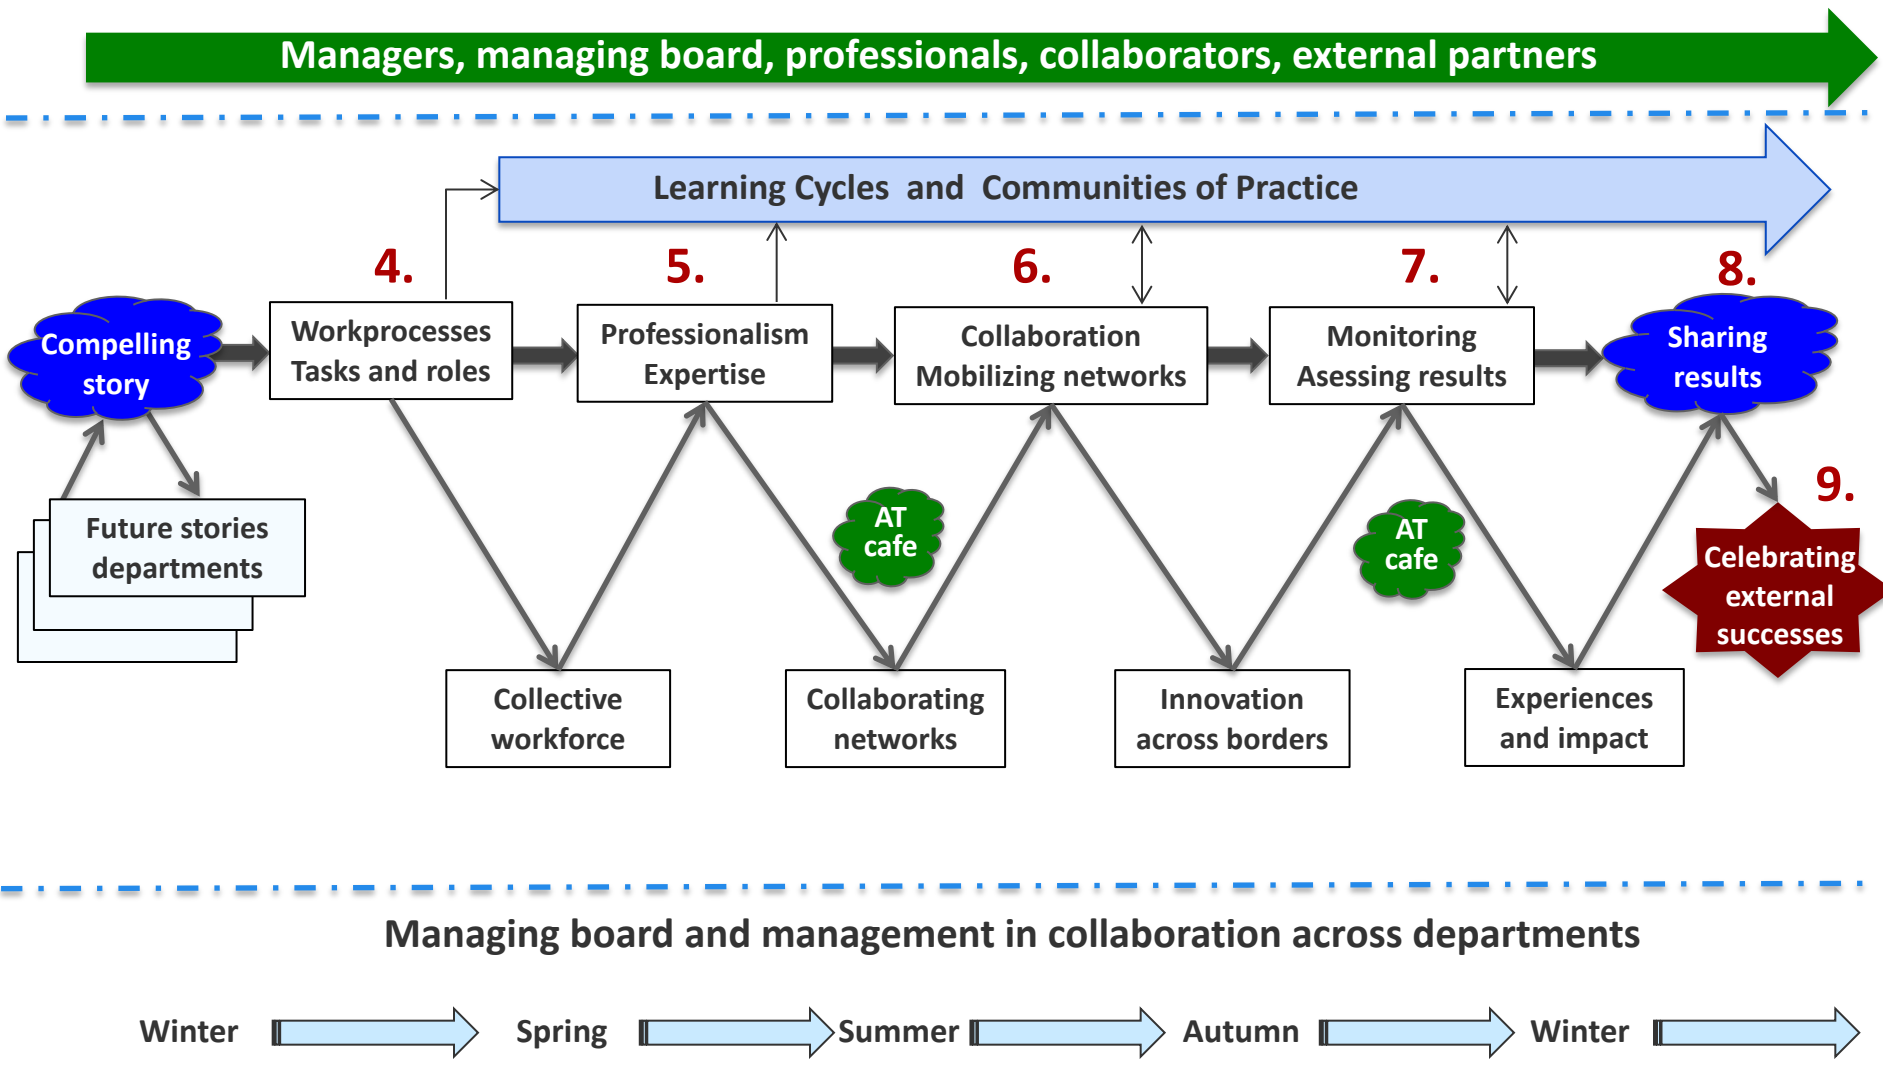 Managers, managing board, professionals, collaborators, external partners
Learning Cycles and Communities of Practice
4.
5.
6.
7.
8.
Compelling
story
Workprocesses
Tasks and roles
Professionalism
Expertise
Collaboration
Mobilizing networks
Monitoring
Asessing results
Sharing
results
9.
Future stories
departments
AT
cafe
AT
cafe
Celebrating
external
successes
Collective
workforce
Collaborating
networks
Innovation
across borders
Experiences
and impact
Managing board and management in collaboration across departments
Winter
Spring
Summer
Autumn
Winter